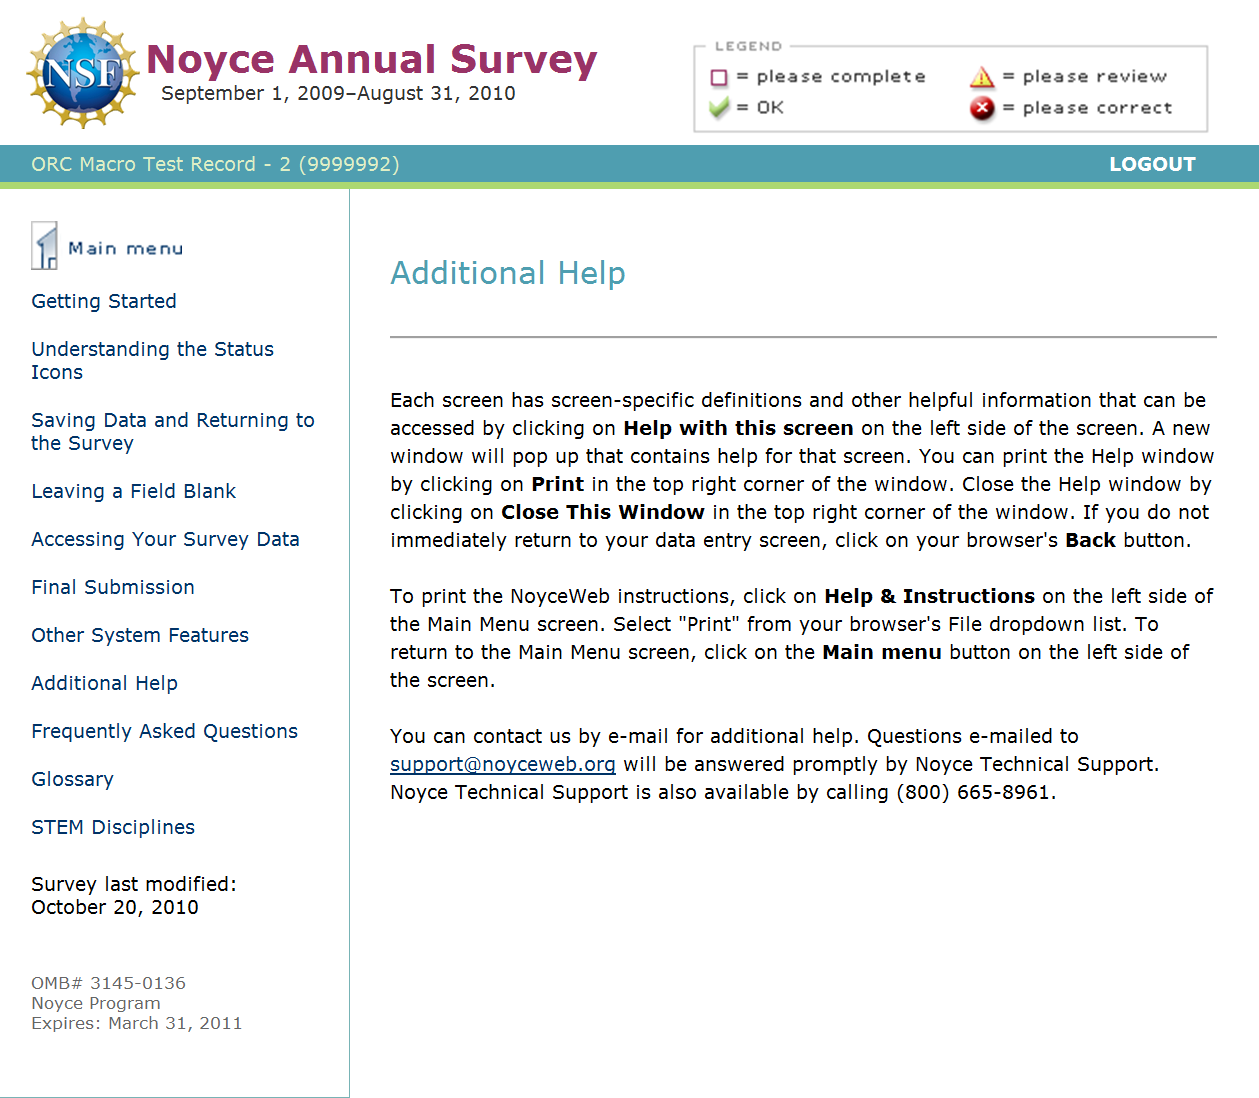 NSF
Noyce Annual Survey
September 1, 2009–August 31, 2010
LEGEND
= please complete
= please review
= OK
= please correct
ORC Macro Test Record - 2 (9999992)
LOGOUT
Main menu
Getting Started
Understanding the Status
Icons
Saving Data and Returning to
the Survey
Leaving a Field Blank
Accessing Your Survey Data
Final Submission
Other System Features
Additional Help
Frequently Asked Questions
Glossary
STEM Disciplines
Survey last modified:
October 20, 2010
OMB# 3145-0136
Noyce Program
Expires: March 31, 2011
Additional Help
Each screen has screen-specific definitions and other helpful information that can be
accessed by clicking on Help with this screen on the left side of the screen. A new
window will pop up that contains help for that screen. You can print the Help window
by clicking on Print in the top right corner of the window. Close the Help window by
clicking on Close This Window in the top right corner of the window. If you do not
immediately return to your data entry screen, click on your browser's Back button.
To print the NoyceWeb instructions, click on Help & Instructions on the left side of
the Main Menu screen. Select "Print" from your browser's File dropdown list. To
return to the Main Menu screen, click on the Main menu button on the left side of
the screen.
You can contact us by e-mail for additional help. Questions e-mailed to
support@noyceweb.org will be answered promptly by Noyce Technical Support.
Noyce Technical Support is also available by calling (800) 665-8961.